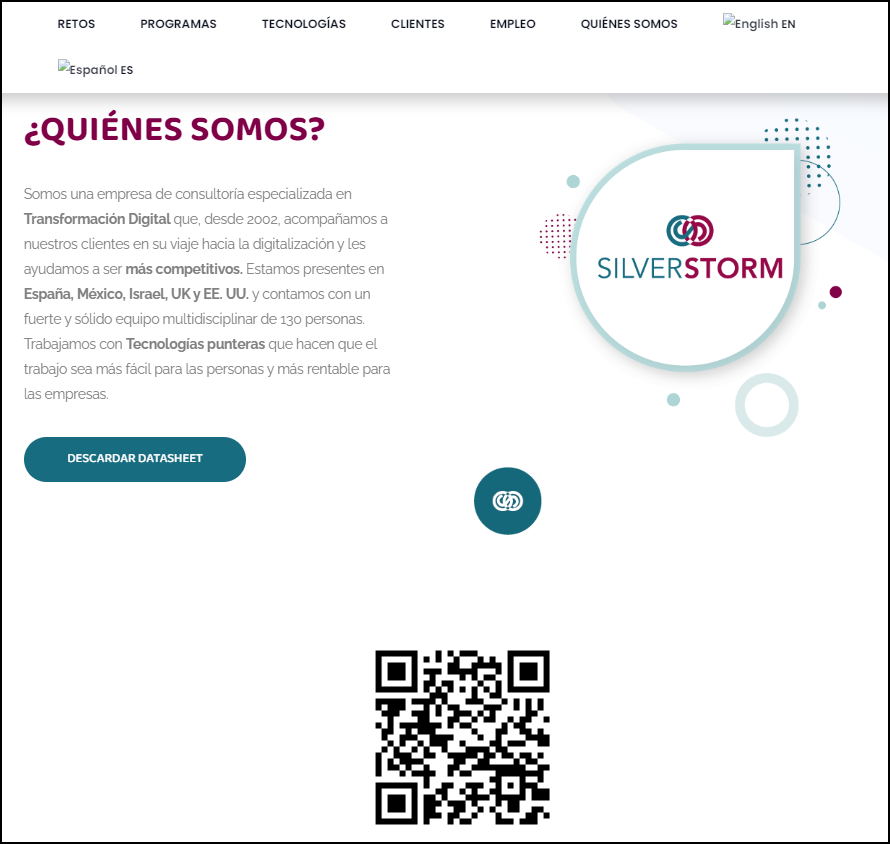 RETOS PROGRAMAS TECNOLOGÍAS CLIENTES EMPLEO QUIÉNES SOMOS English EN
Español ES
¿QUIÉNES SOMOS?
Somos una empresa de consultoría especializada en
Transformación Digital que, desde 2002, acompañamos a
nuestros clientes en su viaje hacia la digitalización y les
ayudamos a ser más competitivos. Estamos presentes en
España, México, Israel, UK y EE. UU. y contamos con un
fuerte y sólido equipo multidisciplinar de 130 personas.
Trabajamos con Tecnologías punteras que hacen que el
trabajo sea más fácil para las personas y más rentable para
las empresas.
DESCARDAR DATASHEET
SILVERSTORM